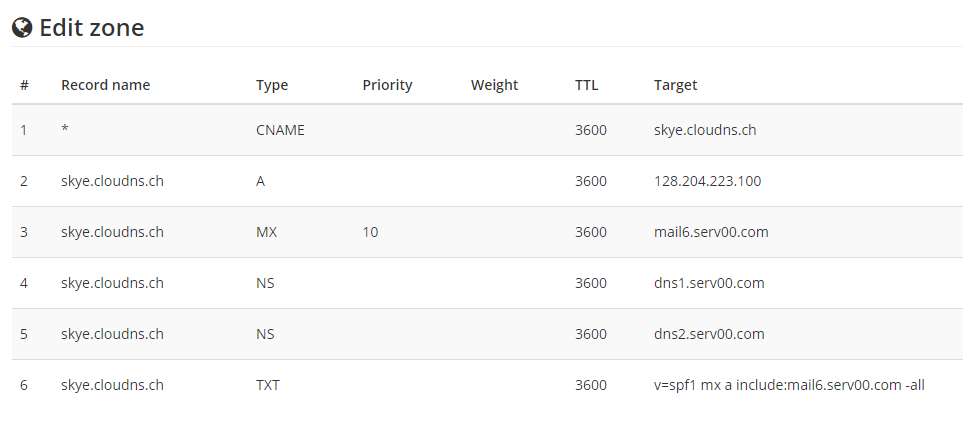 Edit zone
# Record name Type Priority Weight TTL Target
1 * CNAME 3600 skye.cloudns.ch
2 skye.cloudns.ch A 3600 128.204.223.100
3 skye.cloudns.ch MX 10 3600 mail6.serv00.com
4 skye.cloudns.ch NS 3600 dns1.serv00.com
5 skye.cloudns.ch NS 3600 dns2.serv00.com
6 skye.cloudns.ch TXT 3600 v=spf1 mx a include:mail6.serv00.com -all